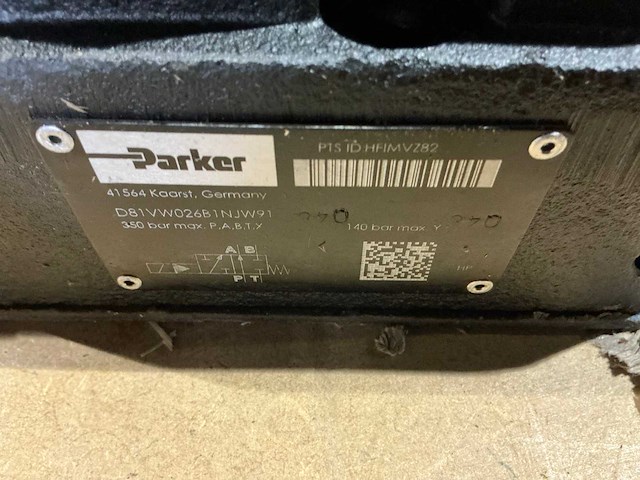 Parker
PTS ID HFIMVZ82
41564 Kaarst, Germany
D81VW026B1NJW91
350 bar max. P,A,B,T,X
140 bar max. Y
A B
P T